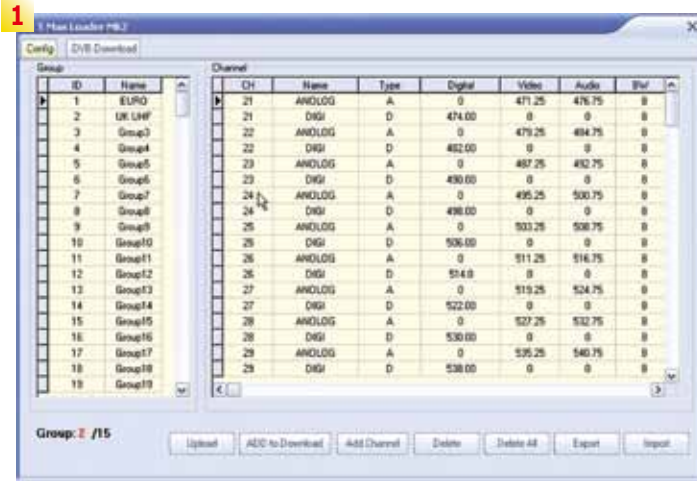 1
S Max Loader MK2
Config DVB Download
Group Channel
ID Name CH Name Type Digital Video Audio BW
1 EURO 21 ANOLOG A 0 471.25 476.75 8
2 UK UHF 21 DIGI D 474.00 0 0 8
3 Group3 22 ANOLOG A 0 479.25 484.75 8
4 Group4 22 DIGI D 482.00 0 0 8
5 Group5 23 ANOLOG A 0 487.25 492.75 8
6 Group6 23 DIGI D 490.00 0 0 8
7 Group7 24 ANOLOG A 0 495.25 500.75 8
8 Group8 24 DIGI D 498.00 0 0 8
9 Group9 25 ANOLOG A 0 503.25 508.75 8
10 Group10 25 DIGI D 506.00 0 0 8
11 Group11 26 ANOLOG A 0 511.25 516.75 8
12 Group12 26 DIGI D 514.0 0 0 8
13 Group13 27 ANOLOG A 0 519.25 524.75 8
14 Group14 27 DIGI D 522.00 0 0 8
15 Group15 28 ANOLOG A 0 527.25 532.75 8
16 Group16 28 DIGI D 530.00 0 0 8
17 Group17 29 ANOLOG A 0 535.25 540.75 8
18 Group18 29 DIGI D 538.00 0 0 8
19 Group19
Group: /15 Upload ADD to Download Add Channel Delete Delete All Export Import